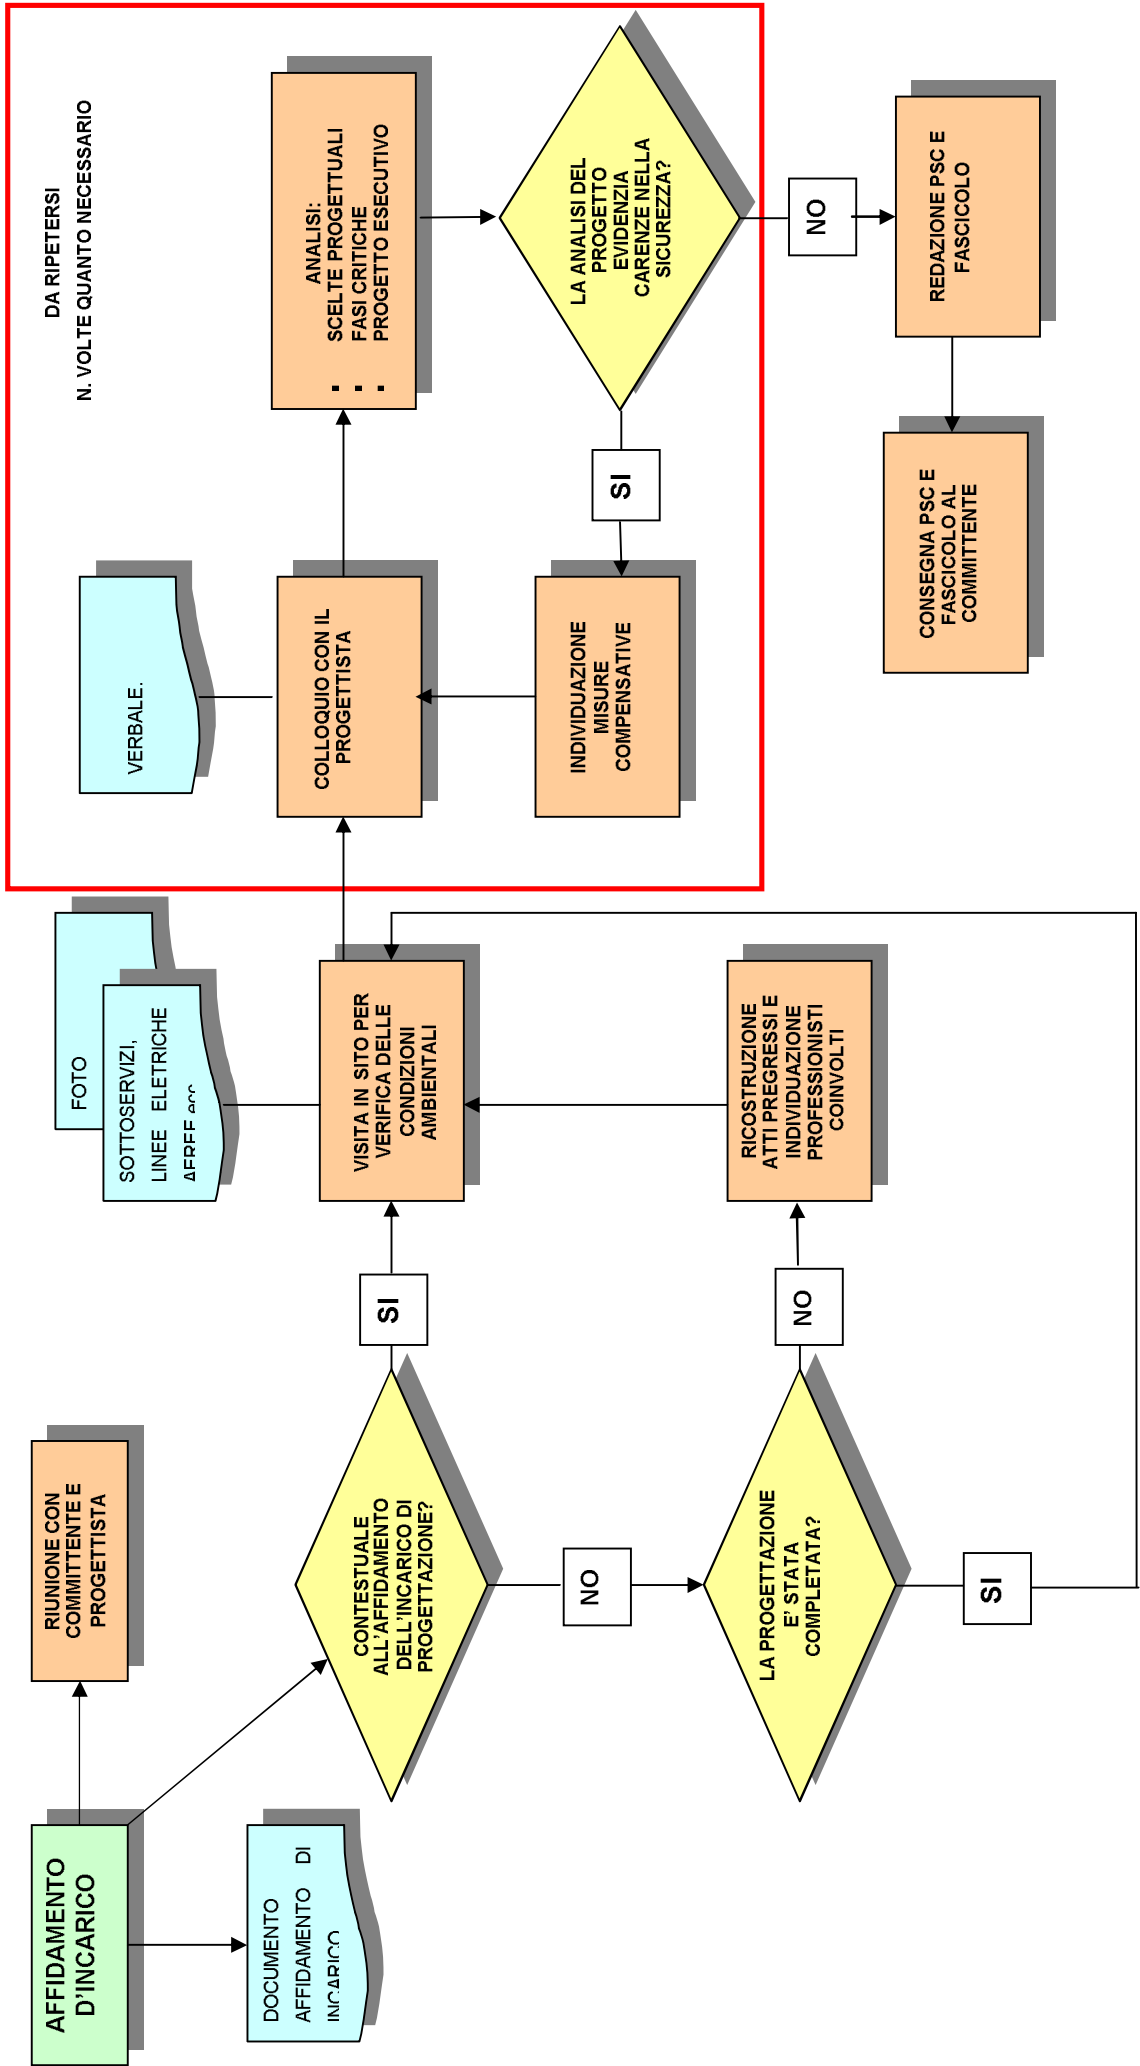 AFFIDAMENTO
D'INCARICO
RIUNIONE CON
COMMITTENTE E
PROGETTISTA
DOCUMENTO
AFFIDAMENTO DI
INCARICO
CONTESTUALE
ALL'AFFIDAMENTO
DELL'INCARICO DI
PROGETTAZIONE?
SI
NO
LA PROGETTAZIONE
E' STATA
COMPLETATA?
NO
SI
FOTO
SOTTOSERVIZI,
LINEE ELETRICHE
AEREE ecc
VISITA IN SITO PER
VERIFICA DELLE
CONDIZIONI
AMBIENTALI
RICOSTRUZIONE
ATTI PREGRESSI E
INDIVIDUAZIONE
PROFESSIONISTI
COINVOLTI
DA RIPETERSI
N. VOLTE QUANTO NECESSARIO
VERBALE.
COLLOQUIO CON IL
PROGETTISTA
ANALISI:
▪ SCELTE PROGETTUALI
▪ FASI CRITICHE
▪ PROGETTO ESECUTIVO
INDIVIDUAZIONE
MISURE
COMPENSATIVE
SI
LA ANALISI DEL
PROGETTO
EVIDENZIA
CARENZE NELLA
SICUREZZA?
NO
REDAZIONE PSC E
FASCICOLO
CONSEGNA PSC E
FASCICOLO AL
COMMITTENTE